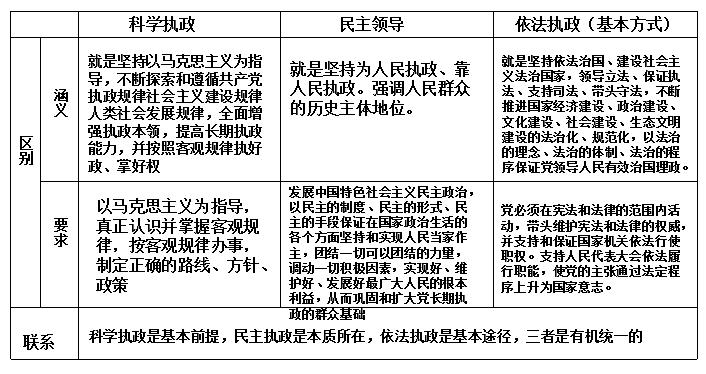 科学执政
民主领导
依法执政（基本方式）
区别
涵义
就是坚持以马克思主义为指
导，不断探索和遵循共产党
执政规律社会主义建设规律
人类社会发展规律，全面增
强执政本领，提高长期执政
能力，并按照客观规律执好
政、掌好权
就是坚持为人民执政、靠
人民执政。强调人民群众
的历史主体地位。
就是坚持依法治国、建设社会主
义法治国家，领导立法、保证执
法、支持司法、带头守法，不断
推进国家经济建设、政治建设、
文化建设、社会建设、生态文明
建设的法治化、规范化，以法治
的理念、法治的体制、法治的程
序保证党领导人民有效治国理政。
要求
以马克思主义为指导，
真正认识并掌握客观规
律，按客观规律办事，
制定正确的路线、方针、
政策
发展中国特色社会主义民主政治，
以民主的制度、民主的形式、民
主的手段保证在国家政治生活的
各个方面坚持和实现人民当家作
主，团结一切可以团结的力量，
调动一切积极因素，实现好、维
护好、发展好最广大人民的根本
利益，从而巩固和扩大党长期执
政的群众基础
党必须在宪法和法律的范围内活
动，带头维护宪法和法律的权威，
并支持和保证国家机关依法行使
职权。支持人民代表大会依法履
行职能，使党的主张通过法定程
序上升为国家意志。
联系
科学执政是基本前提，民主执政是本质所在，依法执政是基本途径，三者是有机统一的